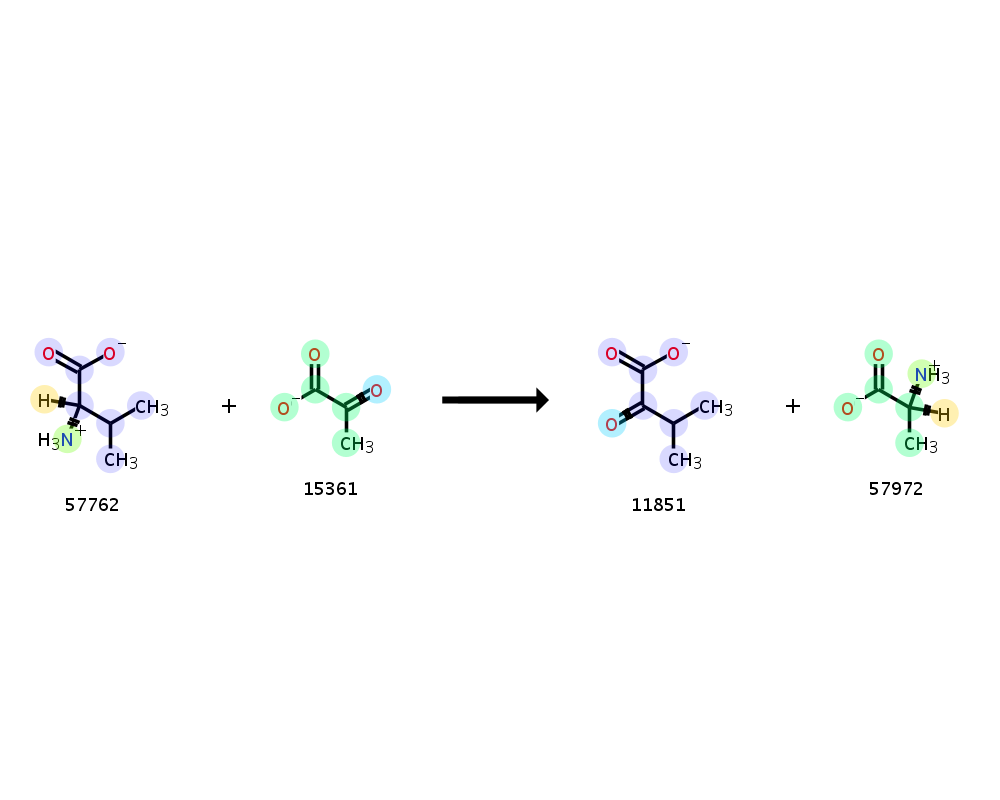 O O⁻ O O O⁻ O NH₃⁺
H CH₃ + O⁻ O O CH₃ + O⁻ H
H₃N⁺ CH₃ CH₃ CH₃ CH₃
57762 15361 11851 57972